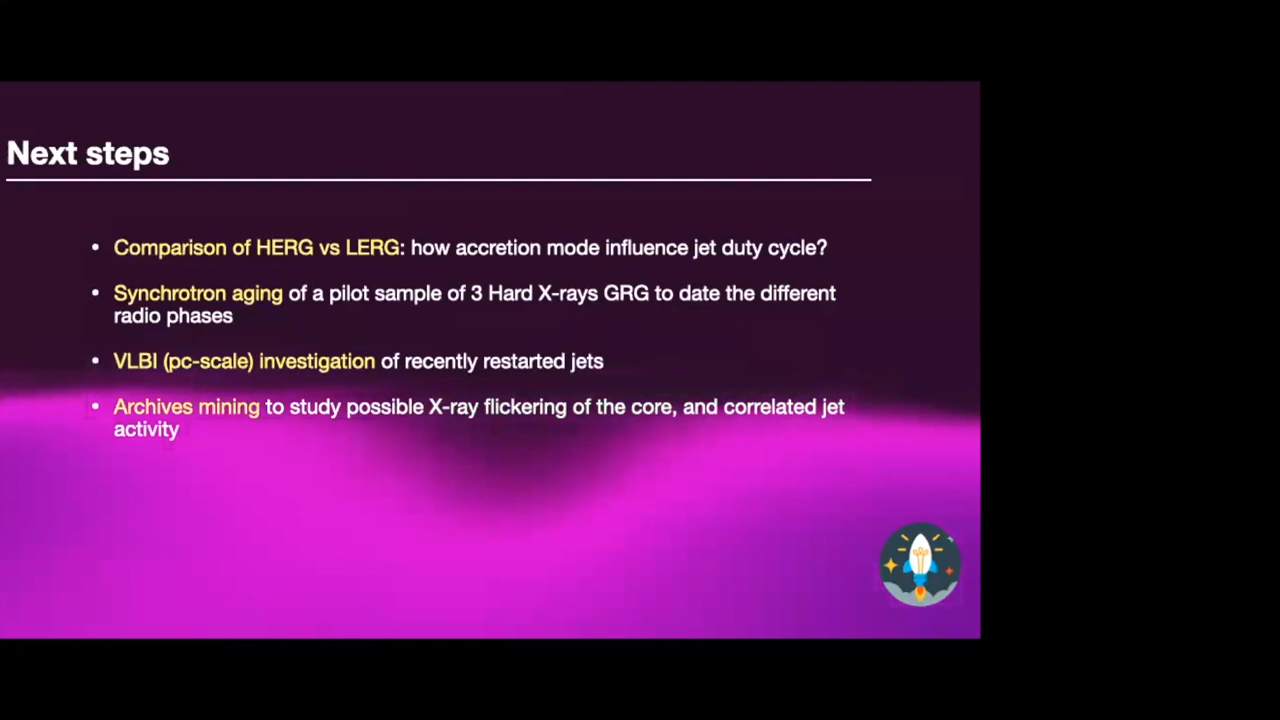 Next steps
• Comparison of HERG vs LERG: how accretion mode influence jet duty cycle?
• Synchrotron aging of a pilot sample of 3 Hard X-rays GRG to date the different
radio phases
• VLBI (pc-scale) investigation of recently restarted jets
• Archives mining to study possible X-ray flickering of the core, and correlated jet
activity